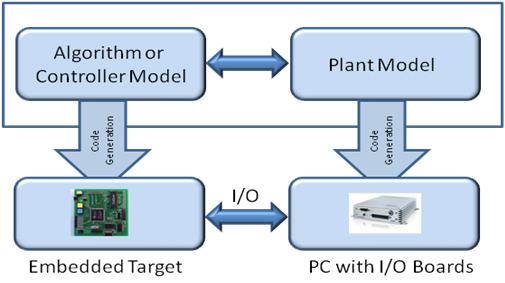 Algorithm or
Controller Model
Plant Model
Code
Generation
Code
Generation
I/O
Embedded Target
PC with I/O Boards